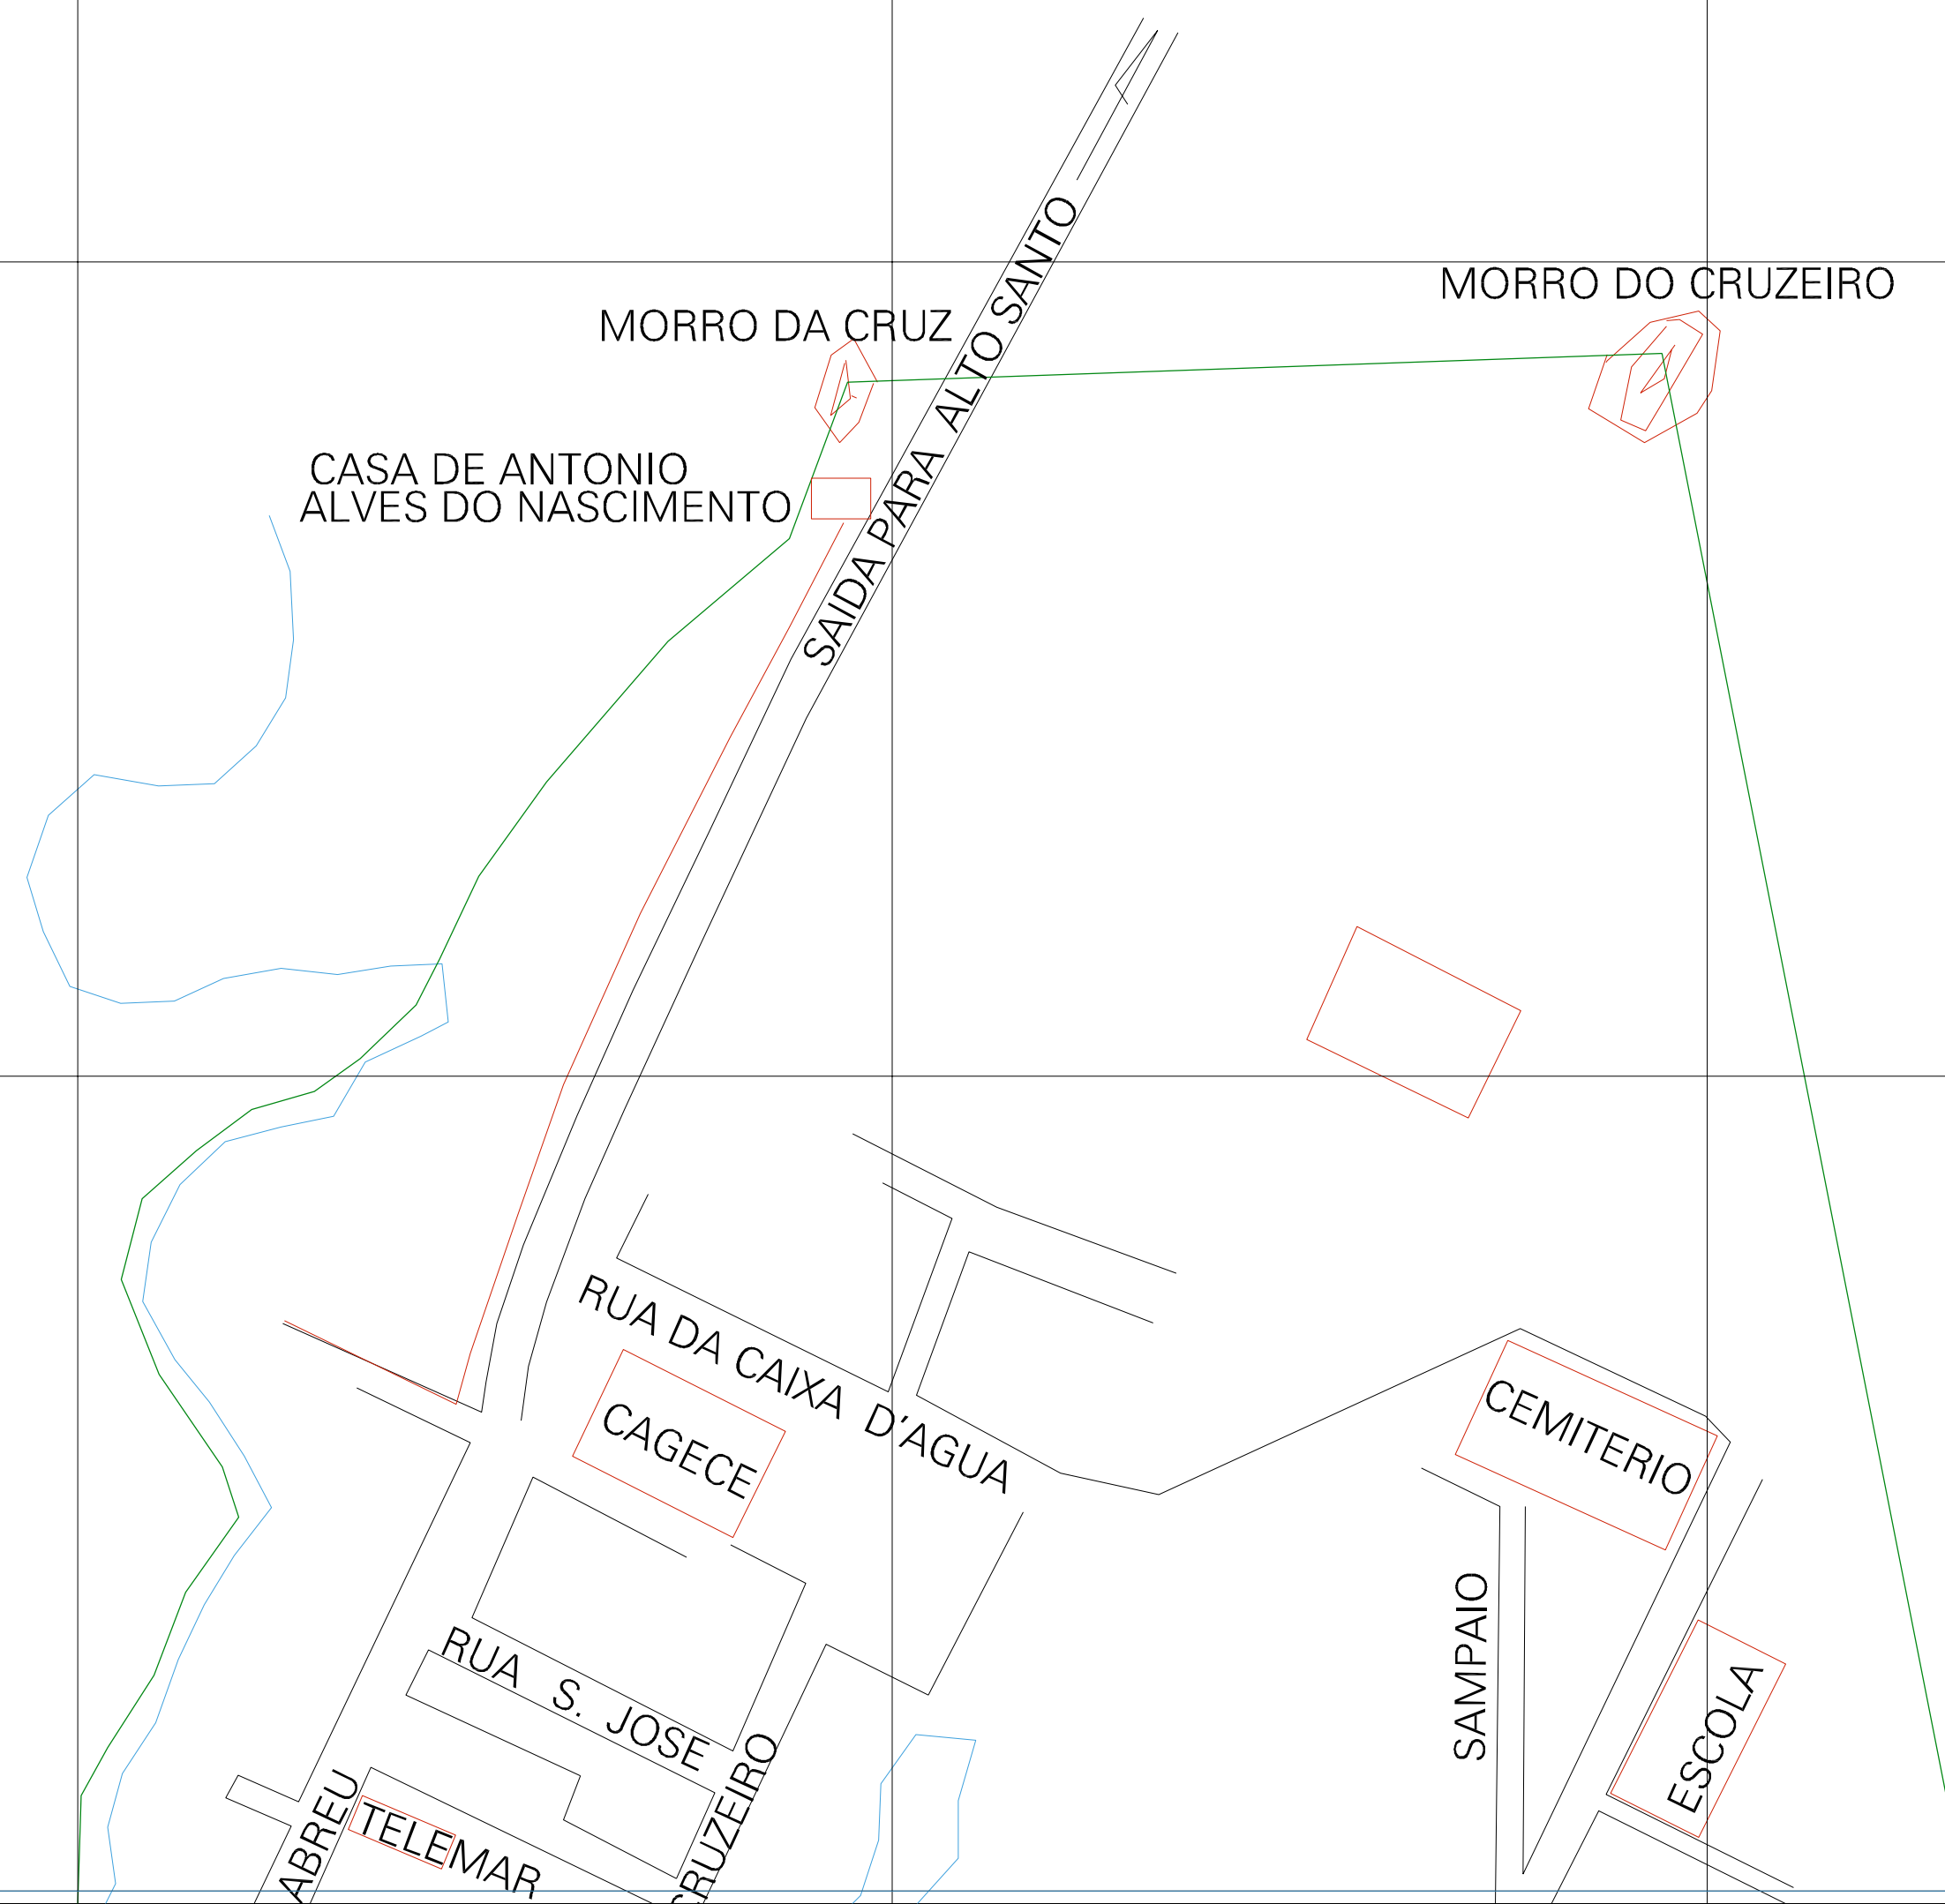 MORRO DO CRUZEIRO
MORRO DA CRUZ
SAIDA PARA ALTO SANTO
CASA DE ANTONIO
ALVES DO NASCIMENTO
RUA DA CAIXA D'AGUA
CAGECE
CEMITERIO
SAMPAIO
ESCOLA
RUA S. JOSE
CRUZEIRO
ABREU
TELEMAR